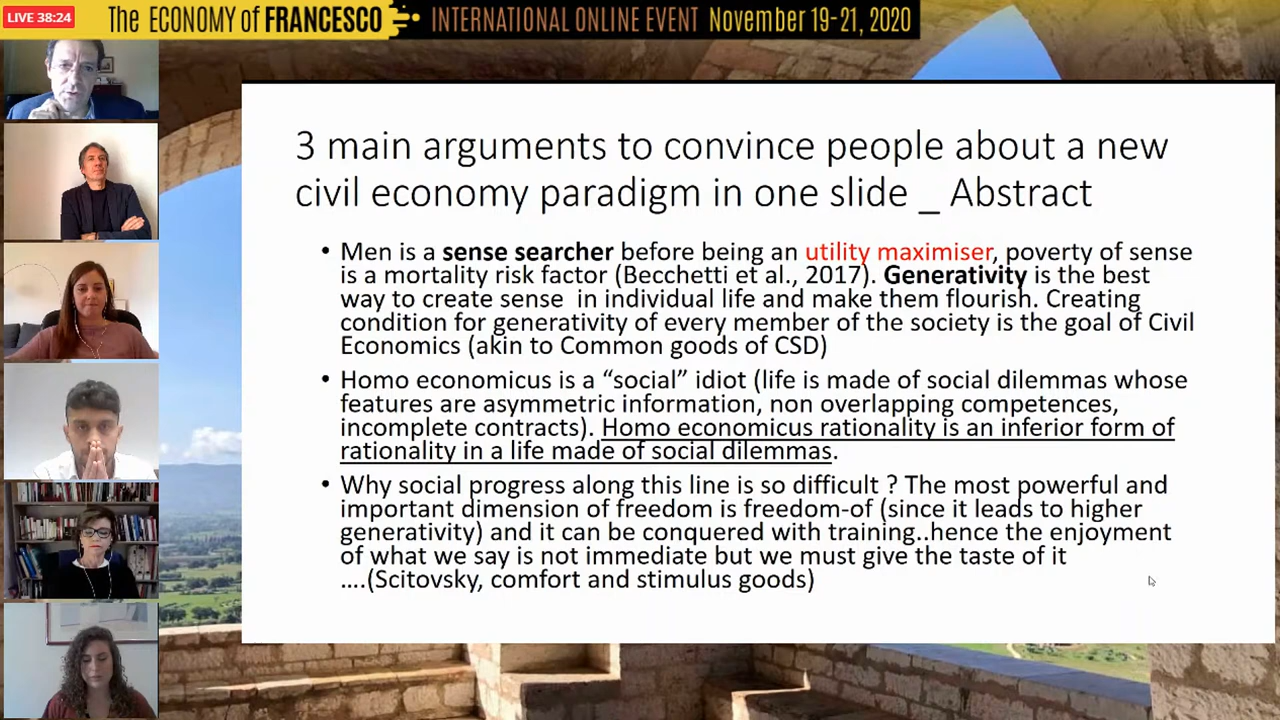 LIVE 38:24
The ECONOMY of FRANCESCO
INTERNATIONAL ONLINE EVENT November 19-21, 2020
3 main arguments to convince people about a new
civil economy paradigm in one slide _ Abstract
• Men is a sense searcher before being an utility maximiser, poverty of sense
is a mortality risk factor (Becchetti et al., 2017). Generativity is the best
way to create sense in individual life and make them flourish. Creating
condition for generativity of every member of the society is the goal of Civil
Economics (akin to Common goods of CSD)
• Homo economicus is a “social” idiot (life is made of social dilemmas whose
features are asymmetric information, non overlapping competences,
incomplete contracts). Homo economicus rationality is an inferior form of
rationality in a life made of social dilemmas.
• Why social progress along this line is so difficult ? The most powerful and
important dimension of freedom is freedom-of (since it leads to higher
generativity) and it can be conquered with training..hence the enjoyment
of what we say is not immediate but we must give the taste of it
....(Scitovsky, comfort and stimulus goods)